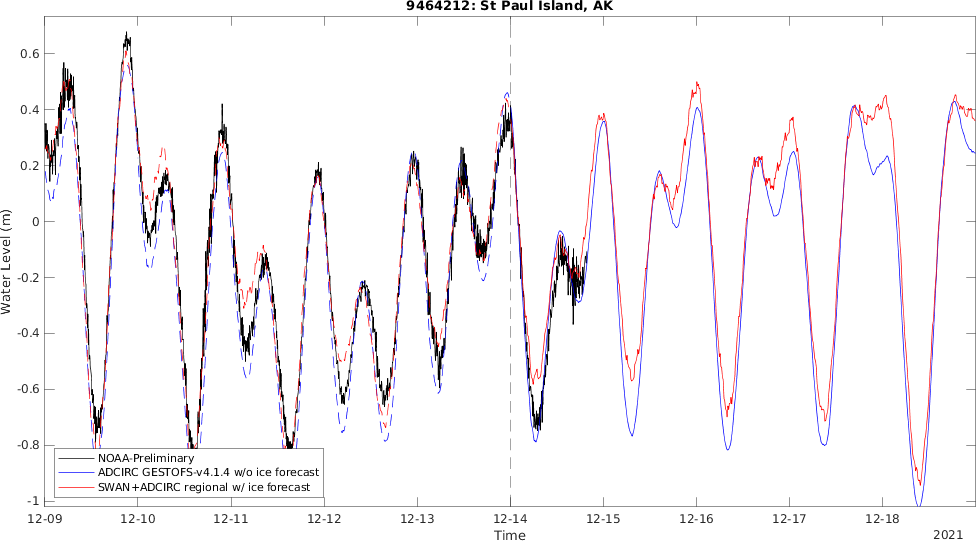 9464212: St Paul Island, AK
Water Level (m)
0.6
0.4
0.2
0
-0.2
-0.4
-0.6
-0.8
-1
NOAA-Preliminary
ADCIRC GESTOFS-v4.1.4 w/o ice forecast
SWAN+ADCIRC regional w/ ice forecast
12-09 12-10 12-11 12-12 12-13 12-14 12-15 12-16 12-17 12-18
Time
2021